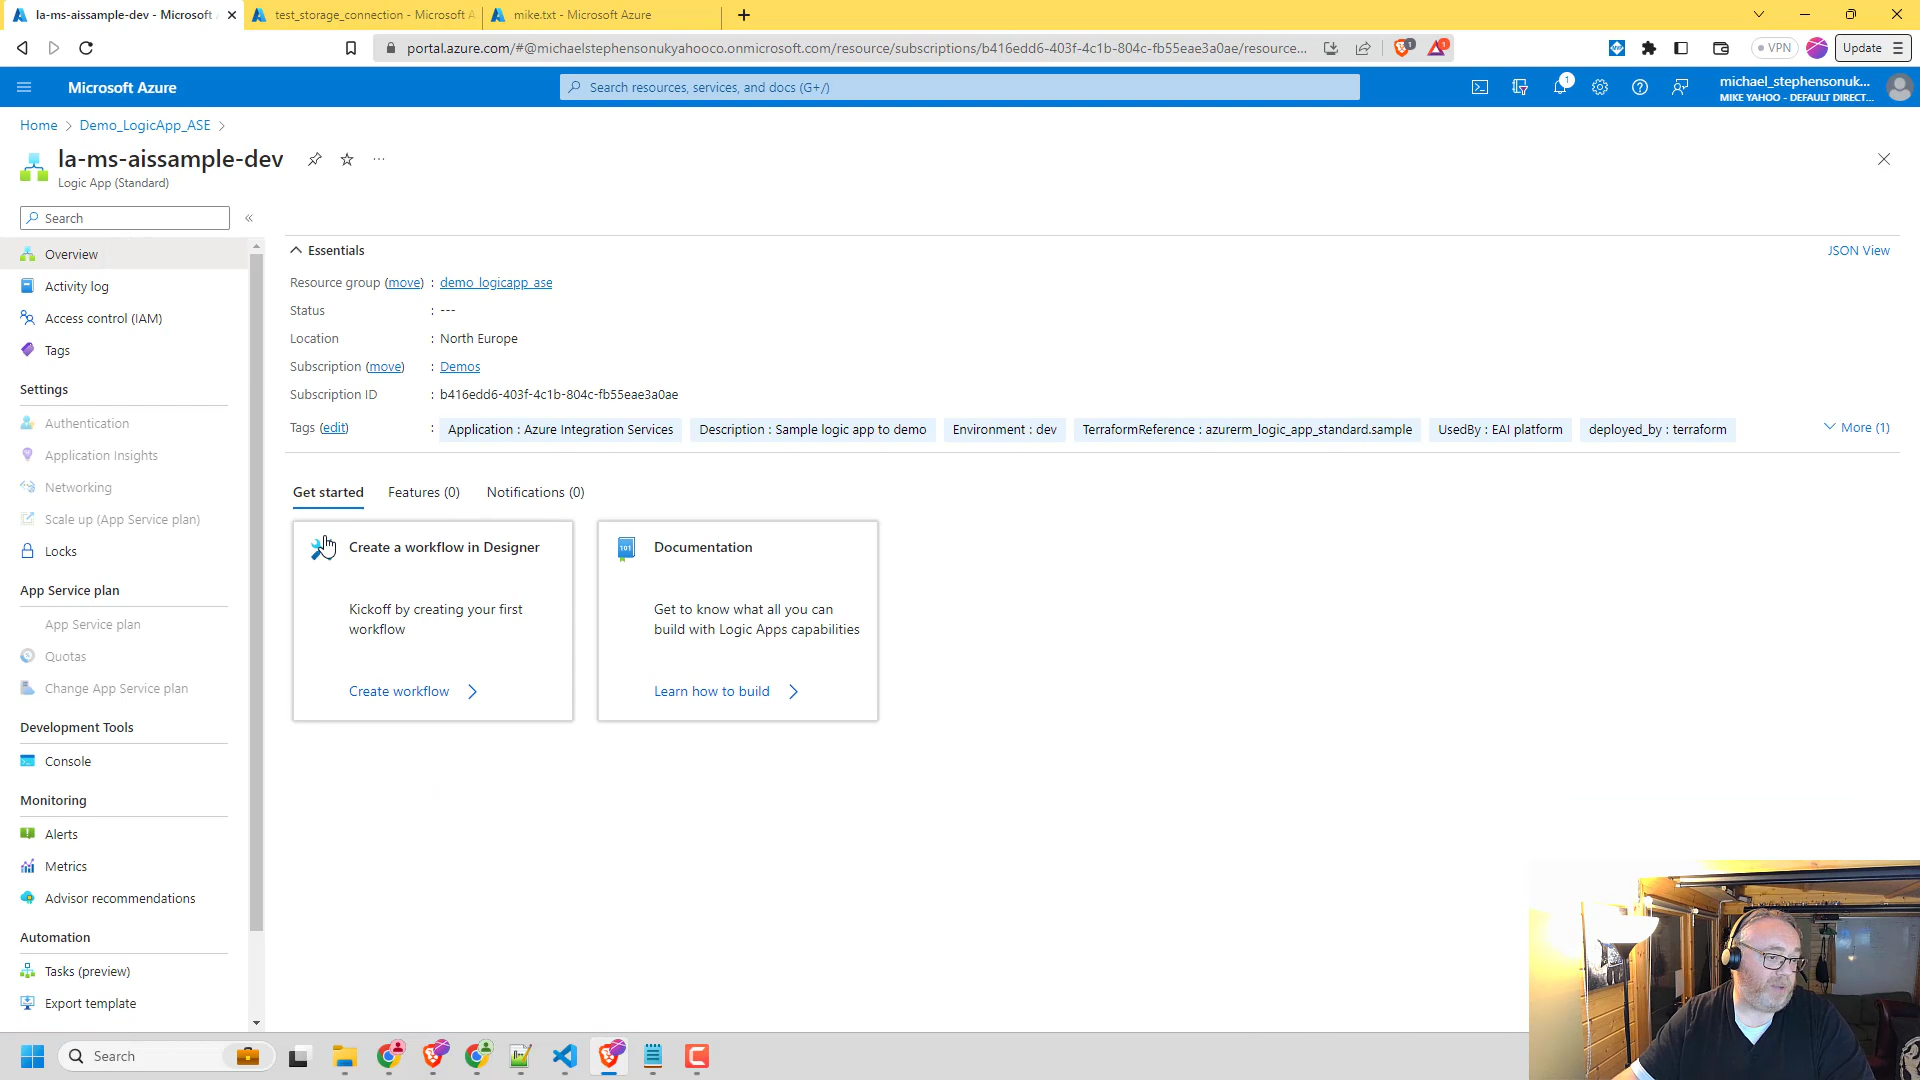 la-ms-aissample-dev - Microsoft
test_storage_connection - Microsoft A
mike.txt - Microsoft Azure
portal.azure.com/#@michaelstephensonukyahooco.onmicrosoft.com/resource/subscriptions/b416edd6-403f-4c1b-804c-fb55eae3a0ae/resource...
1
1
VPN
Update
Microsoft Azure
Search resources, services, and docs (G+/)
1
michael_stephensonuk...
MIKE YAHOO - DEFAULT DIRECT...
Home > Demo_LogicApp_ASE >
la-ms-aissample-dev
Logic App (Standard)
Search
Overview
Activity log
Access control (IAM)
Tags
Settings
Authentication
Application Insights
Networking
Scale up (App Service plan)
Locks
App Service plan
App Service plan
Quotas
Change App Service plan
Development Tools
Console
Monitoring
Alerts
Metrics
Advisor recommendations
Automation
Tasks (preview)
Export template
Essentials
JSON View
Resource group (move) : demo_logicapp_ase
Status : ---
Location : North Europe
Subscription (move) : Demos
Subscription ID : b416edd6-403f-4c1b-804c-fb55eae3a0ae
Tags (edit) : Application : Azure Integration Services Description : Sample logic app to demo Environment : dev TerraformReference : azurerm_logic_app_standard.sample UsedBy : EAI platform deployed_by : terraform More (1)
Get started Features (0) Notifications (0)
Create a workflow in Designer
Kickoff by creating your first
workflow
Create workflow
101
Documentation
Get to know what all you can
build with Logic Apps capabilities
Learn how to build
Search